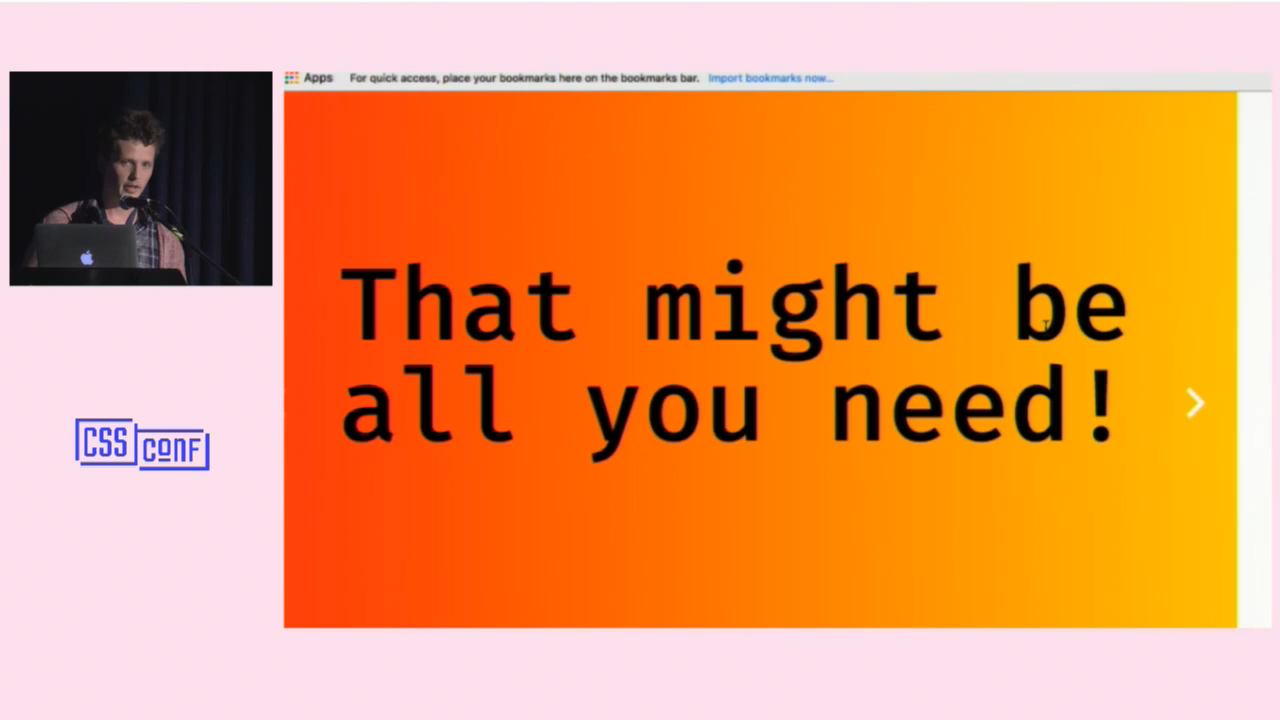 Apps For quick access, place your bookmarks here on the bookmarks bar. Import bookmarks now...
That might be
all you need!
CSS
conf